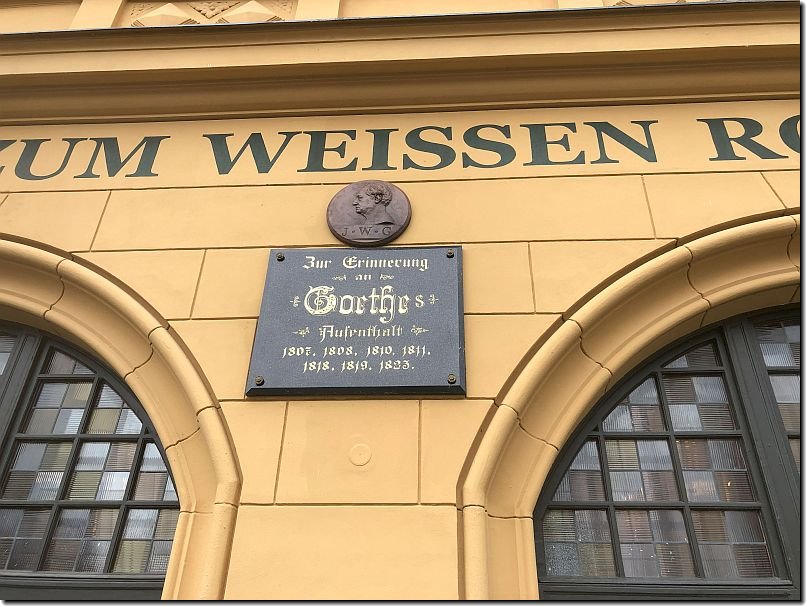 ZUM WEISSEN RO
J · W · G
Zur Erinnerung
an
Goethes
Aufenthalt
1807. 1808. 1810. 1811.
1818. 1819. 1823.